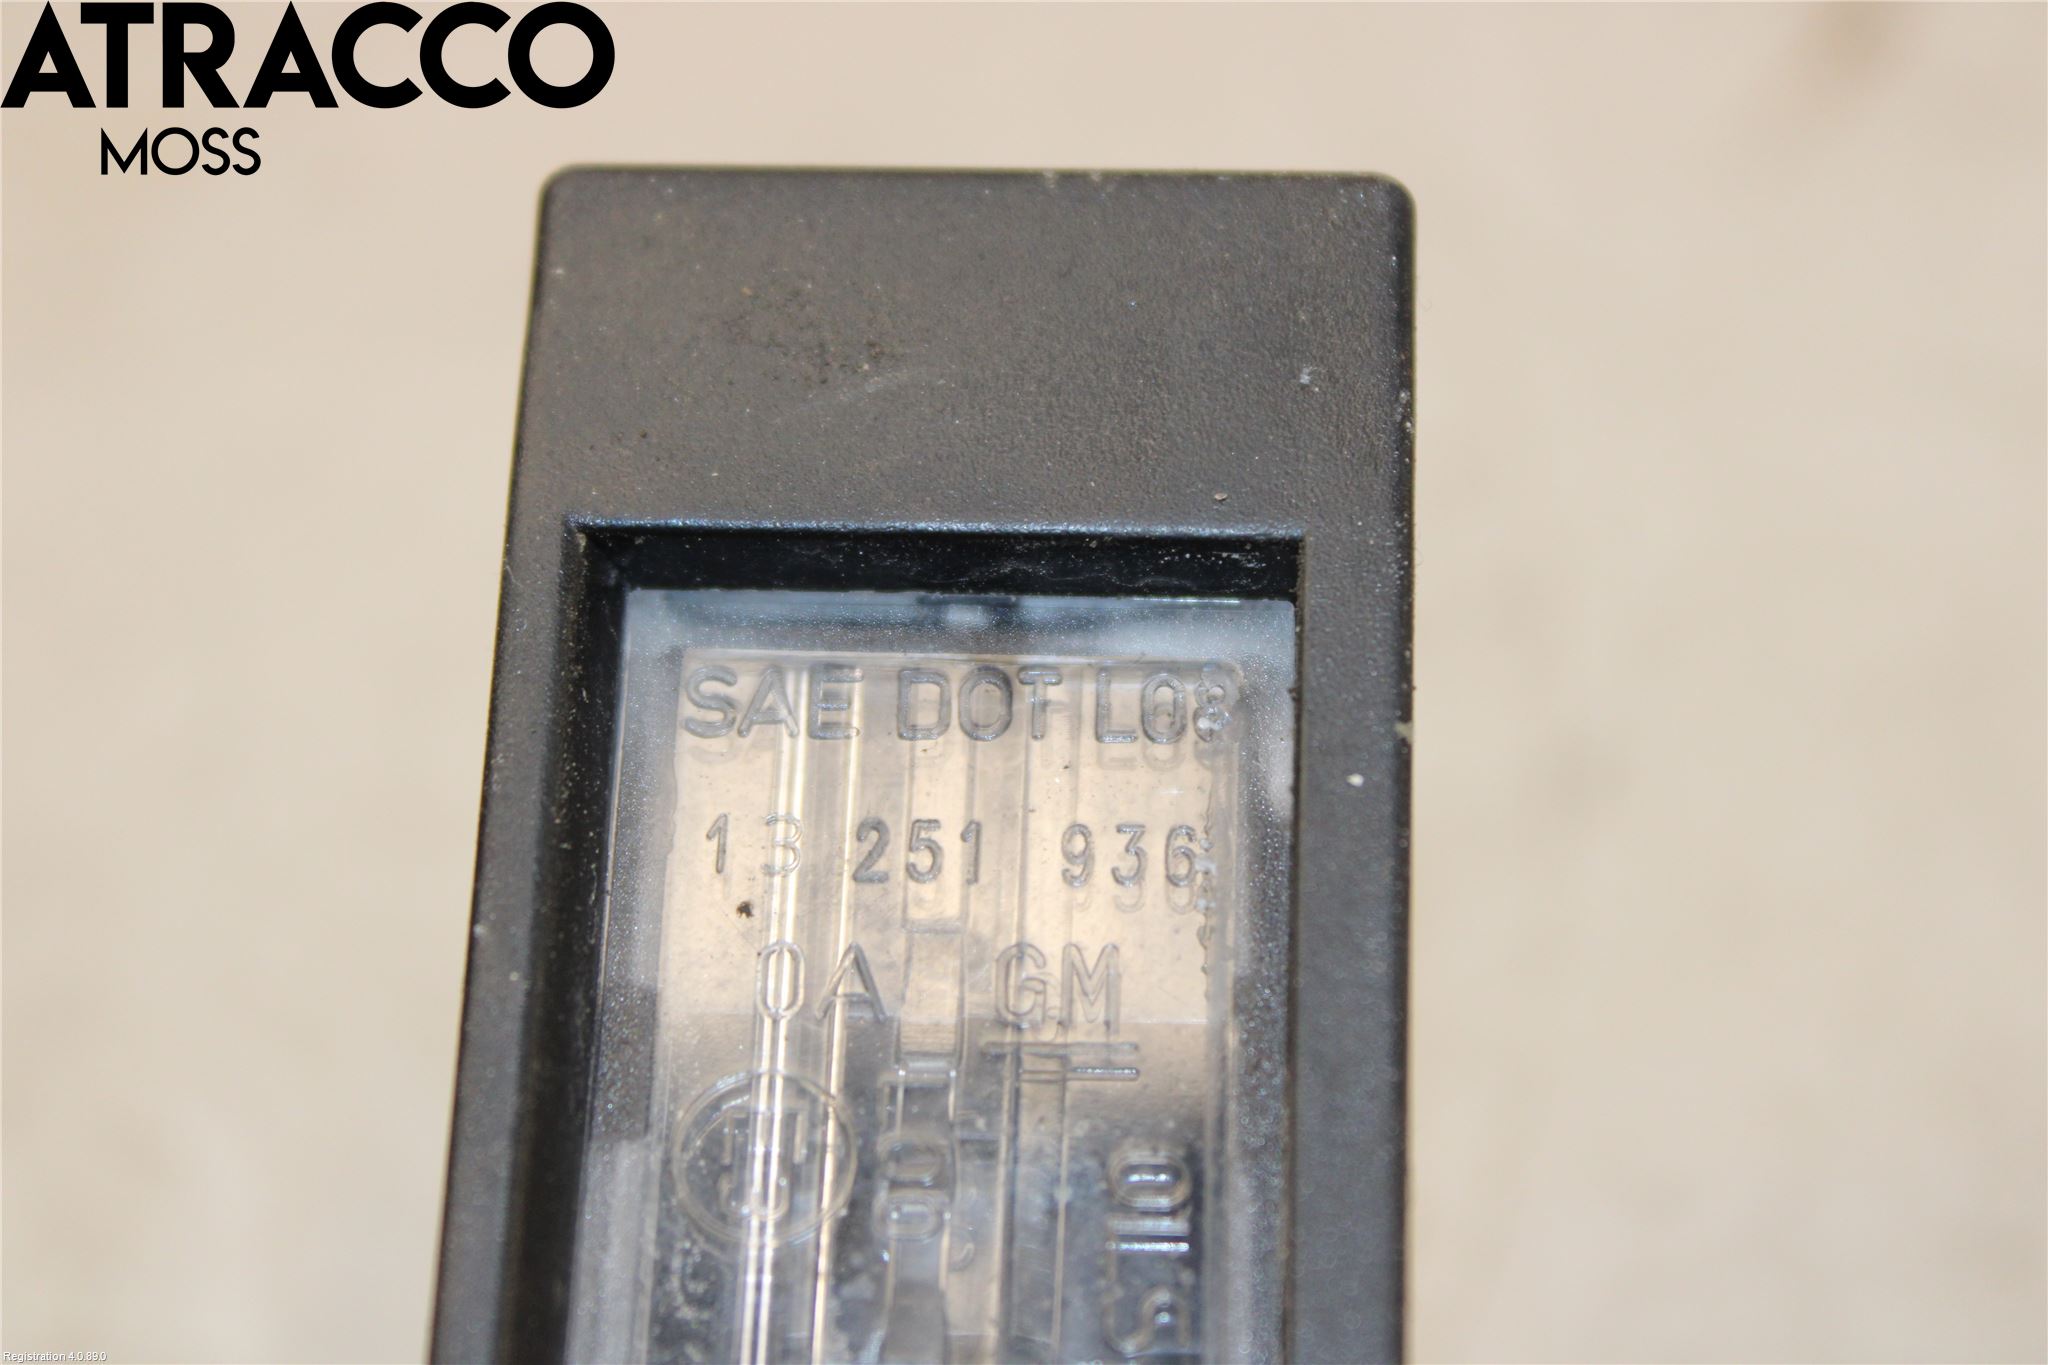 ATRACCO
MOSS
SAE DOT L08
13 251 936
0A GM
Registration 4.0.89.0